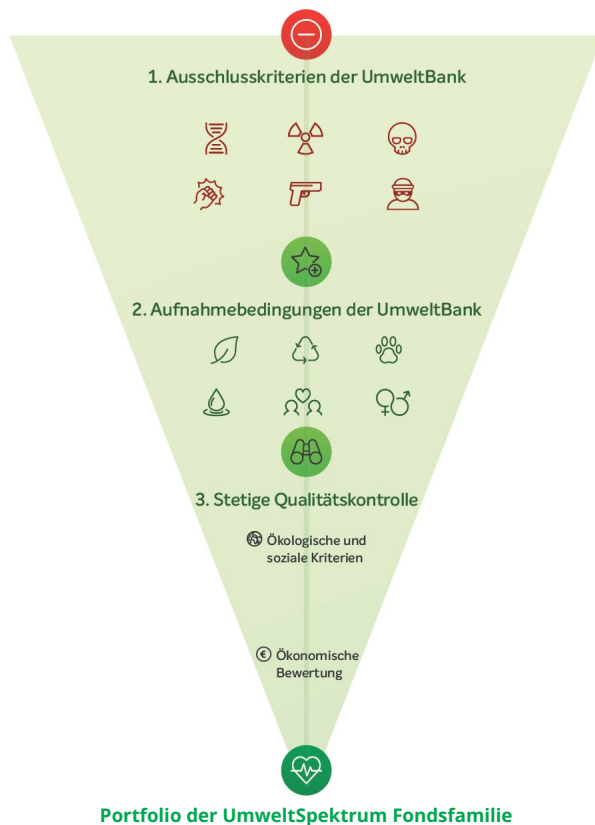 1. Ausschlusskriterien der UmweltBank
2. Aufnahmebedingungen der UmweltBank
3. Stetige Qualitätskontrolle
Ökologische und
soziale Kriterien
€ Ökonomische
Bewertung
Portfolio der UmweltSpektrum Fondsfamilie